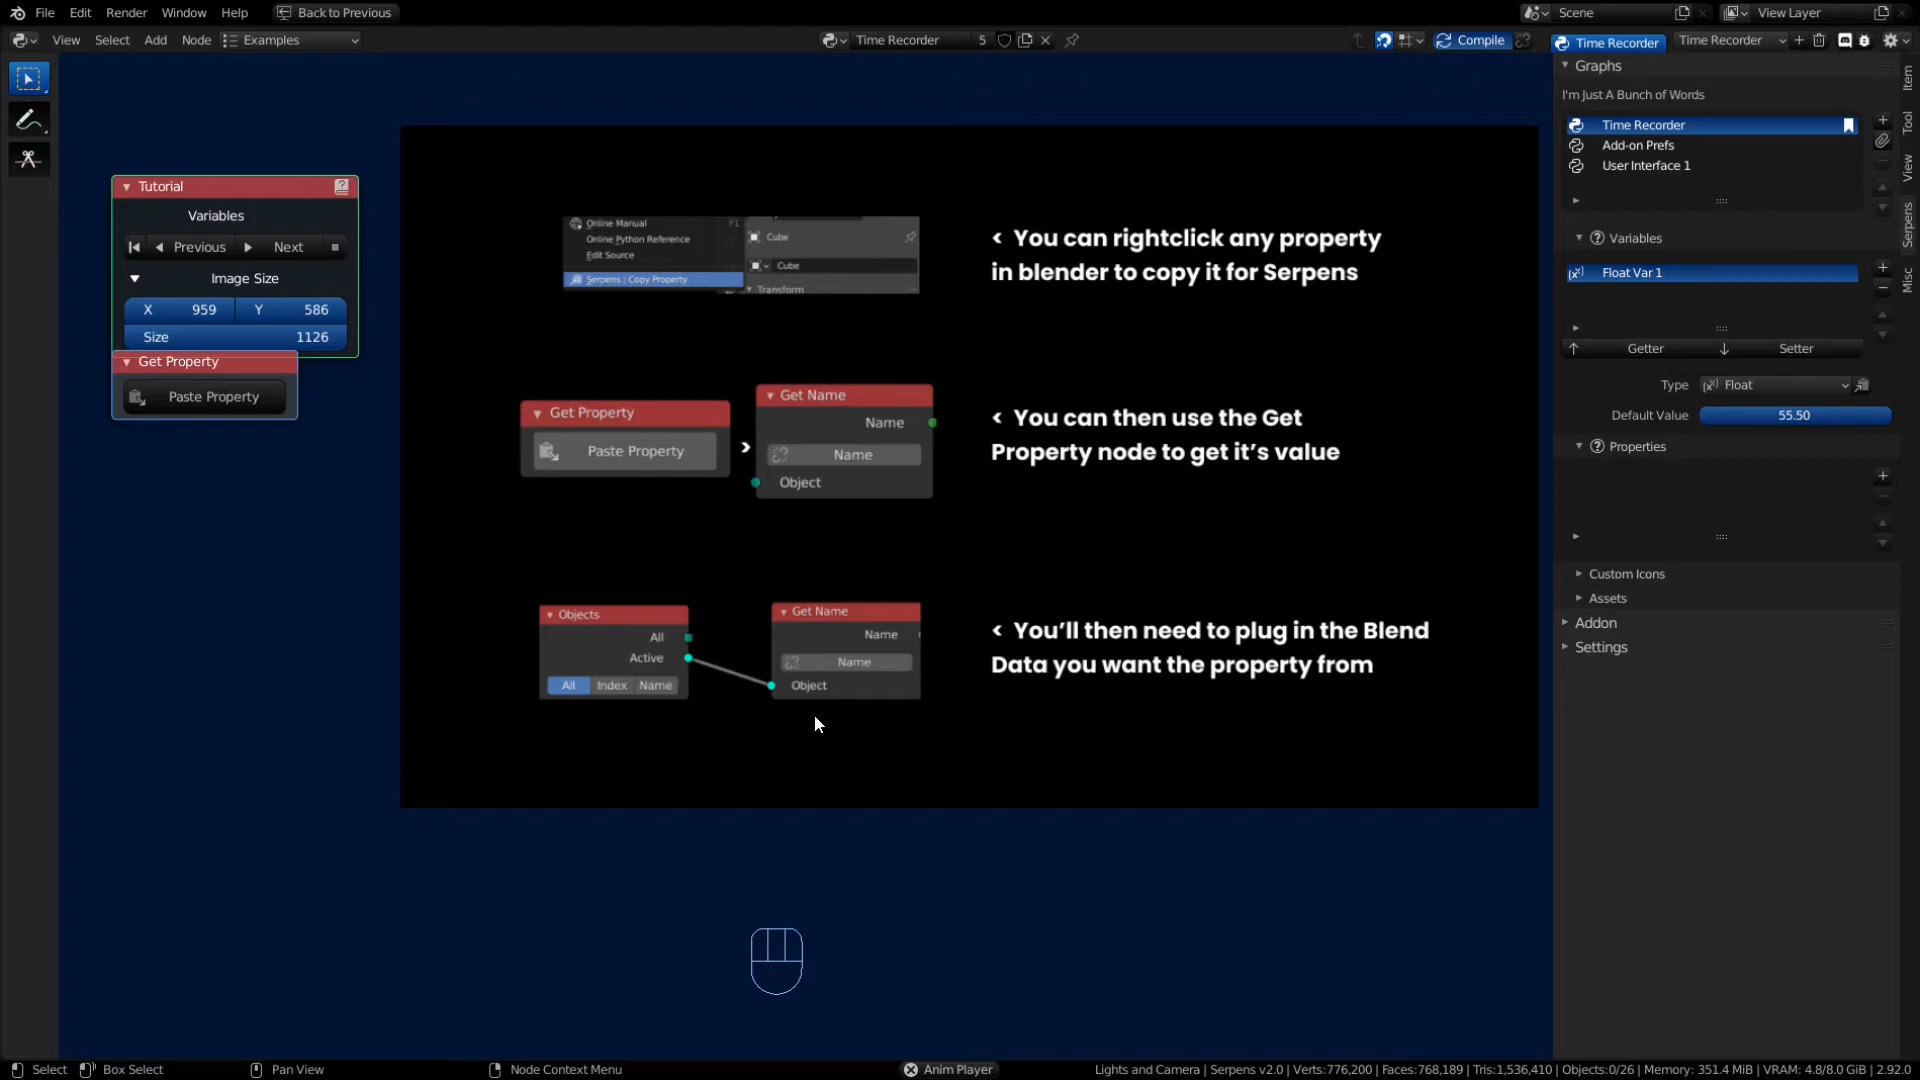 File Edit Render Window Help Back to Previous Scene View Layer
View Select Add Node Examples Time Recorder 5 Compile Time Recorder Time Recorder
Graphs
I'm Just A Bunch of Words
Time Recorder
Add-on Prefs
User Interface 1
Variables
Float Var 1
Getter Setter
Type Float
Default Value 55.50
Properties
Custom Icons
Assets
Addon
Settings
Item
Tool
View
Serpens
Misc
Tutorial
Variables
Previous Next
Image Size
X 959 Y 586
Size 1126
Get Property
Paste Property
Online Manual F1
Online Python Reference
Edit Source
Serpens | Copy Property
Cube
Cube
Transform
< You can rightclick any property
in blender to copy it for Serpens
Get Property
Paste Property
>
Get Name
Name
Name
Object
< You can then use the Get
Property node to get it's value
Objects
All
Active
All Index Name
Get Name
Name
Name
Object
< You'll then need to plug in the Blend
Data you want the property from
Select Box Select Pan View Node Context Menu Anim Player Lights and Camera | Serpens v2.0 | Verts:776,200 | Faces:768,189 | Tris:1,536,410 | Objects:0/26 | Memory: 351.4 MiB | VRAM: 4.8/8.0 GiB | 2.92.0